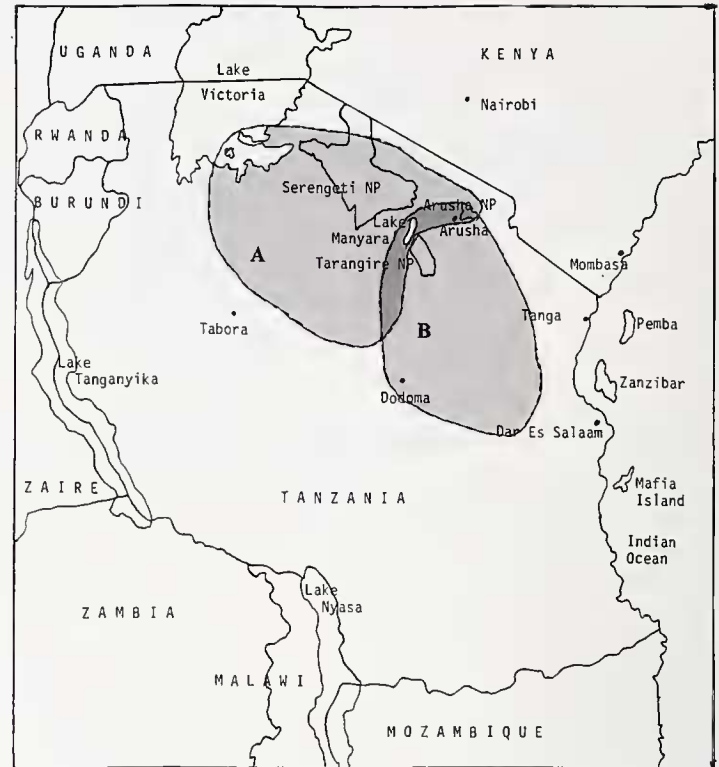 UGANDA
Lake
Victoria
KENYA
Nairobi
RWANDA
BURUNDI
Serengeti NP
Arusha NP
Lake
Arusha
Manyara
Tarangire NP
A
Mombasa
Tabora
B
Tanga
Pemba
Lake
Tanganyika
Dodoma
Zanzibar
Dar Es Salaam
ZAIRE
TANZANIA
Mafia
Island
Indian
Ocean
Lake
Nyasa
ZAMBIA
MALAWI
MOZAMBIQUE